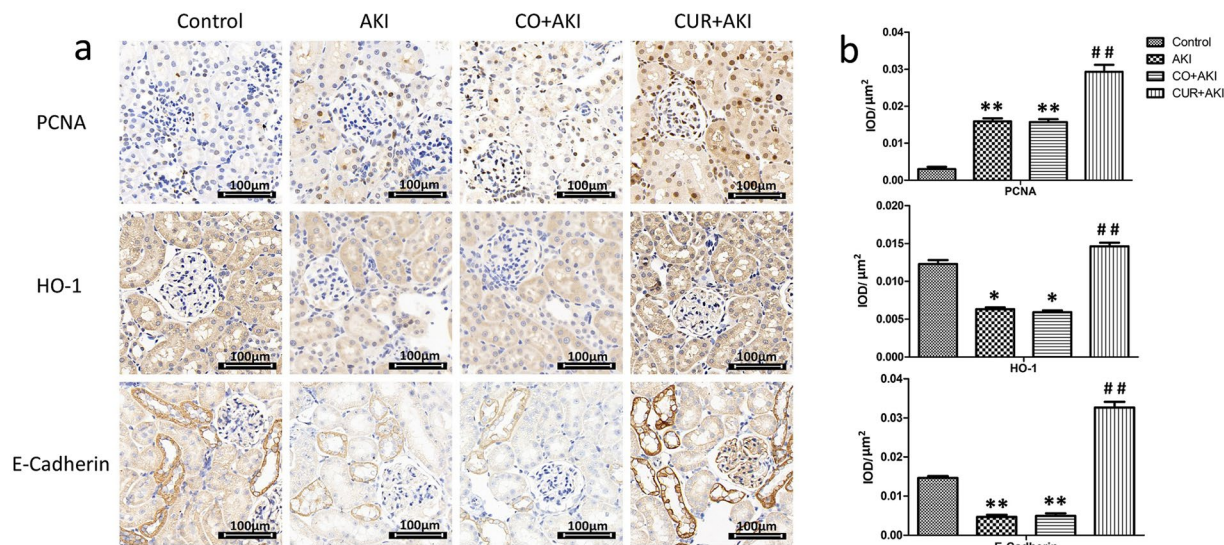 Control AKI CO+AKI CUR+AKI
a
PCNA
100μm 100μm 100μm 100μm
HO-1
100μm 100μm 100μm 100μm
E-Cadherin
100μm 100μm 100μm 100μm
b
0.04
0.03
0.02
0.01
0.00
IOD/μm²
** ** ##
PCNA
Control
AKI
CO+AKI
CUR+AKI
0.020
0.015
0.010
0.005
0.000
IOD/μm²
* * ##
HO-1
0.04
0.03
0.02
0.01
0.00
IOD/μm²
** ** ##
E-Cadherin